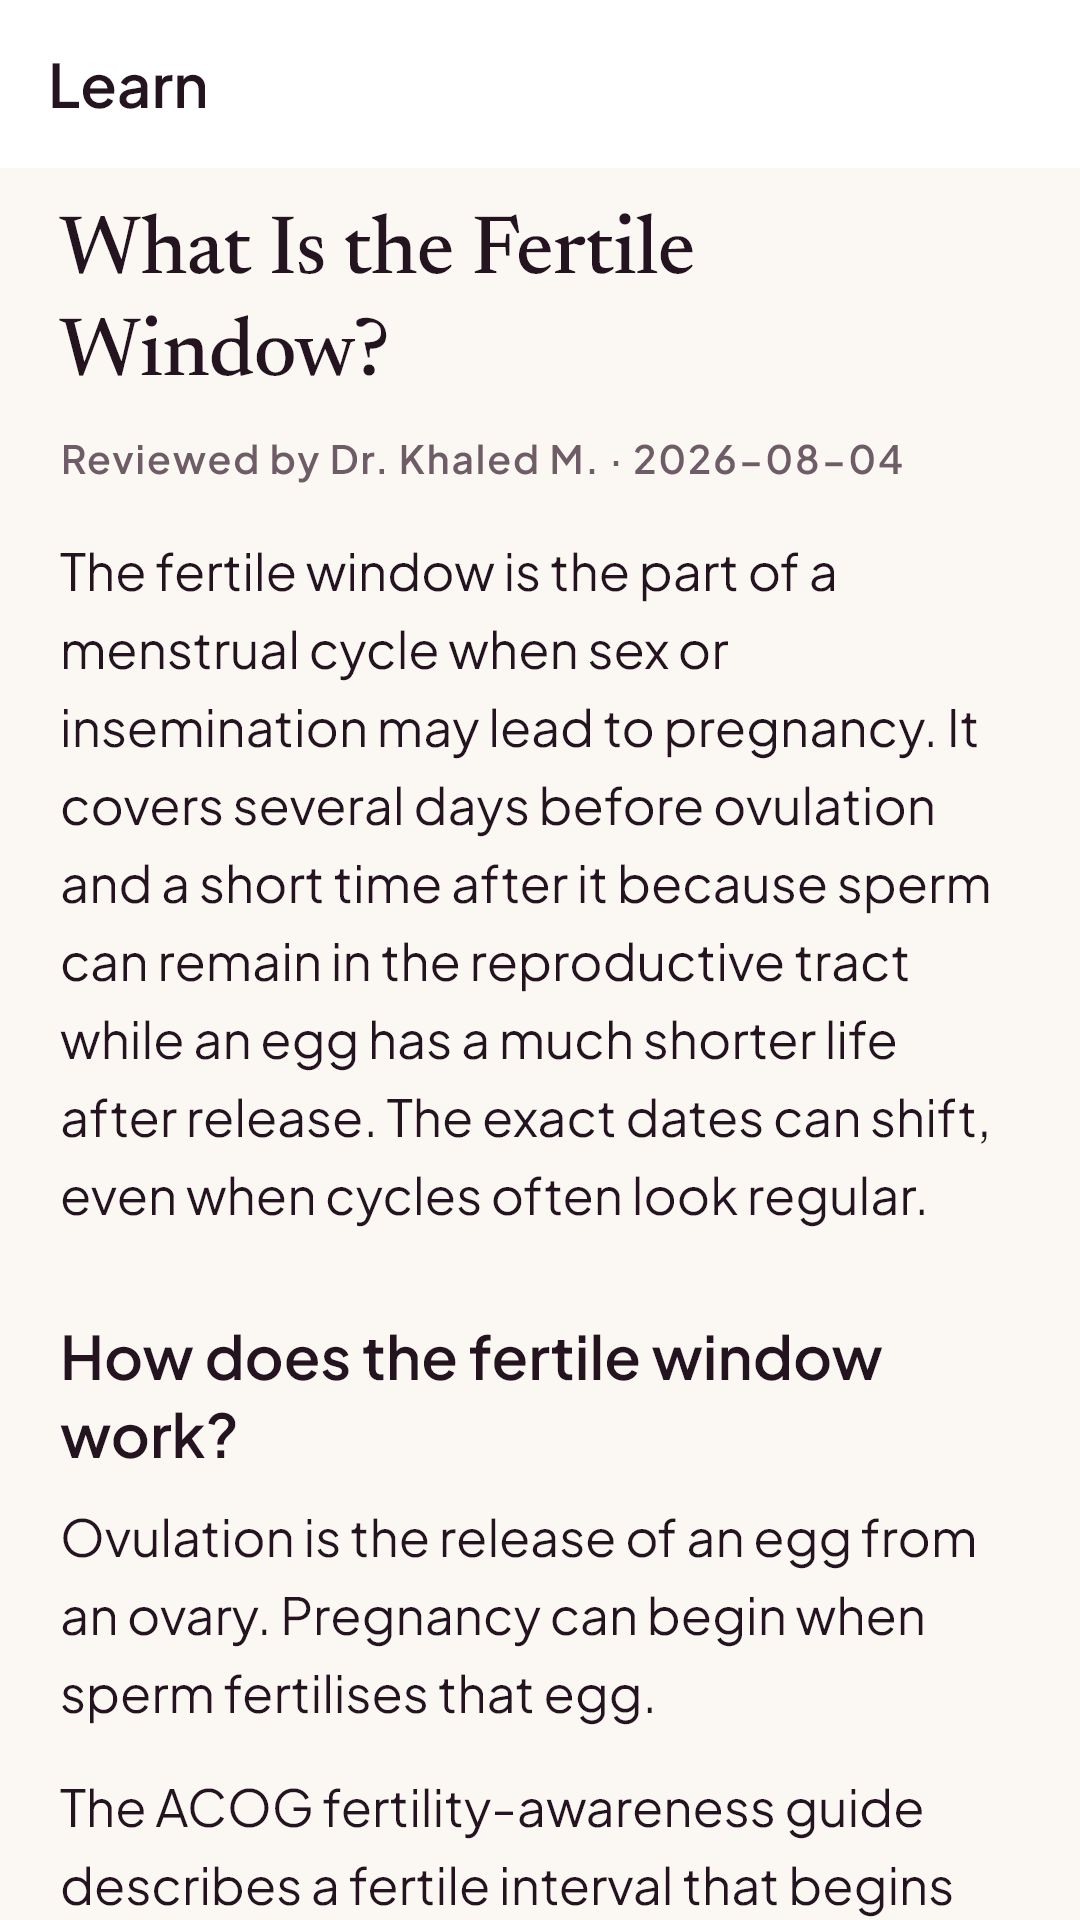 Learn
What Is the Fertile
Window?
Reviewed by Dr. Khaled M. · 2026-08-04
The fertile window is the part of a
menstrual cycle when sex or
insemination may lead to pregnancy. It
covers several days before ovulation
and a short time after it because sperm
can remain in the reproductive tract
while an egg has a much shorter life
after release. The exact dates can shift,
even when cycles often look regular.
How does the fertile window
work?
Ovulation is the release of an egg from
an ovary. Pregnancy can begin when
sperm fertilises that egg.
The ACOG fertility-awareness guide
describes a fertile interval that begins